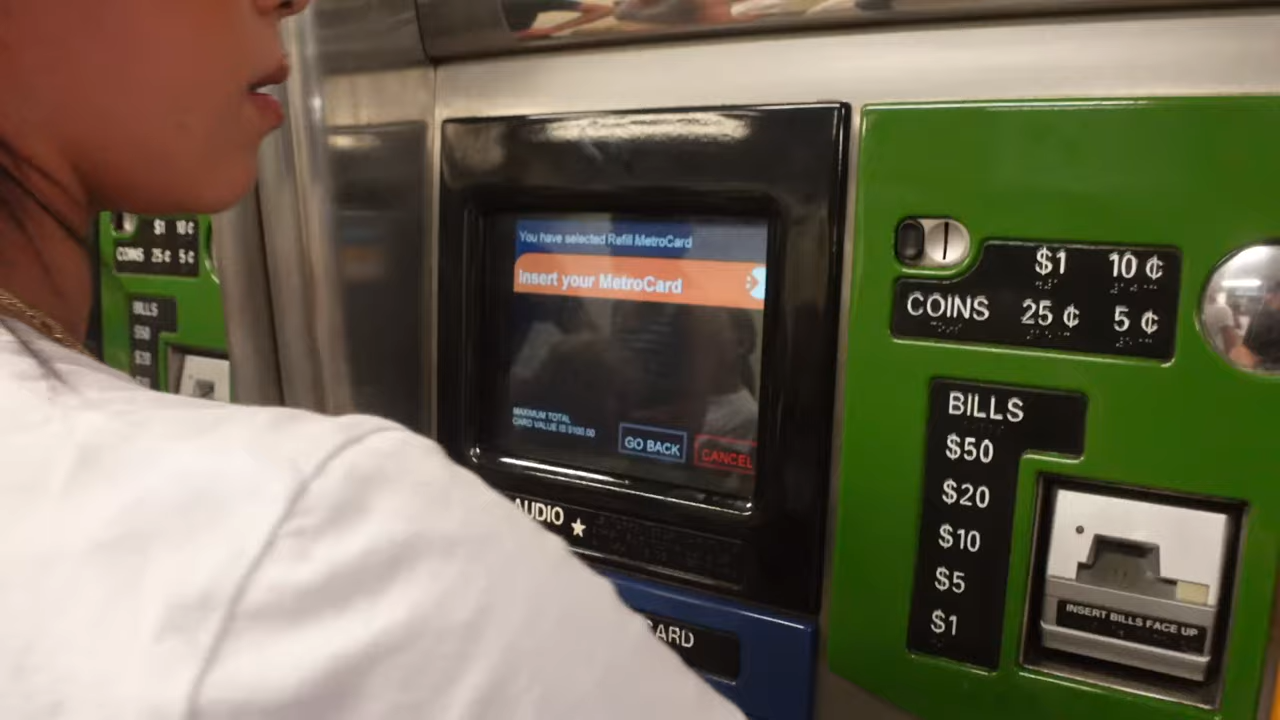 You have selected Refill MetroCard
Insert your MetroCard
MAXIMUM TOTAL
CARD VALUE IS $100.00
GO BACK
CANCEL
AUDIO
CARD
$1 10 ¢
COINS 25 ¢ 5 ¢
BILLS
$50
$20
$10
$5
$1
INSERT BILLS FACE UP
$1 10 ¢
COINS 25 ¢ 5 ¢
BILLS
$50
$20